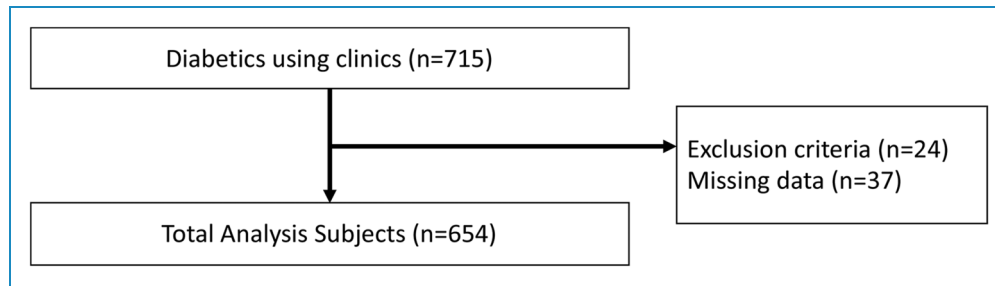 Diabetics using clinics (n=715)
Exclusion criteria (n=24)
Missing data (n=37)
Total Analysis Subjects (n=654)